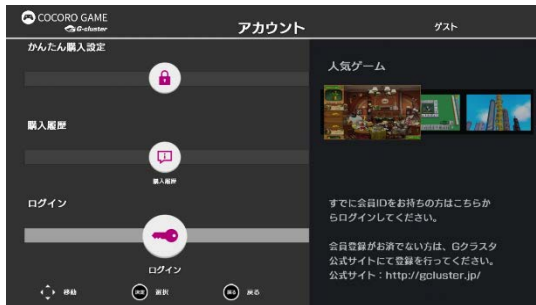 COCORO GAME
G-cluster
アカウント
ゲスト
かんたん購入設定
購入履歴
購入履歴
ログイン
ログイン
移動
決定 選択
戻る 戻る
人気ゲーム
すでに会員IDをお持ちの方はこちらか
らログインしてください。
会員登録がお済でない方は、Gクラスタ
公式サイトにて登録を行ってください。
公式サイト：http://gcluster.jp/